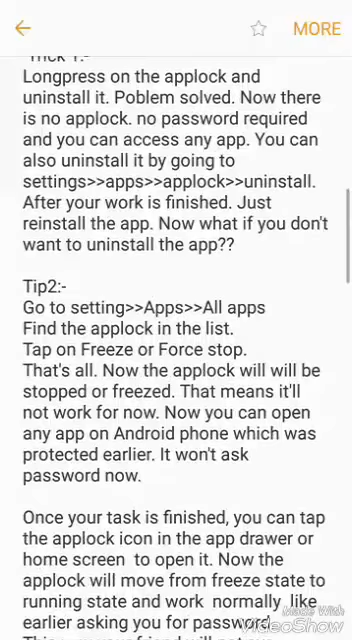 MORE
Trick 1:-
Longpress on the applock and
uninstall it. Poblem solved. Now there
is no applock. no password required
and you can access any app. You can
also uninstall it by going to
settings>>apps>>applock>>uninstall.
After your work is finished. Just
reinstall the app. Now what if you don't
want to uninstall the app??
Tip2:-
Go to setting>>Apps>>All apps
Find the applock in the list.
Tap on Freeze or Force stop.
That's all. Now the applock will will be
stopped or freezed. That means it'll
not work for now. Now you can open
any app on Android phone which was
protected earlier. It won't ask
password now.
Once your task is finished, you can tap
the applock icon in the app drawer or
home screen to open it. Now the
applock will move from freeze state to
running state and work normally like
earlier asking you for password.
Made With
VideoShow
This way your friend will not